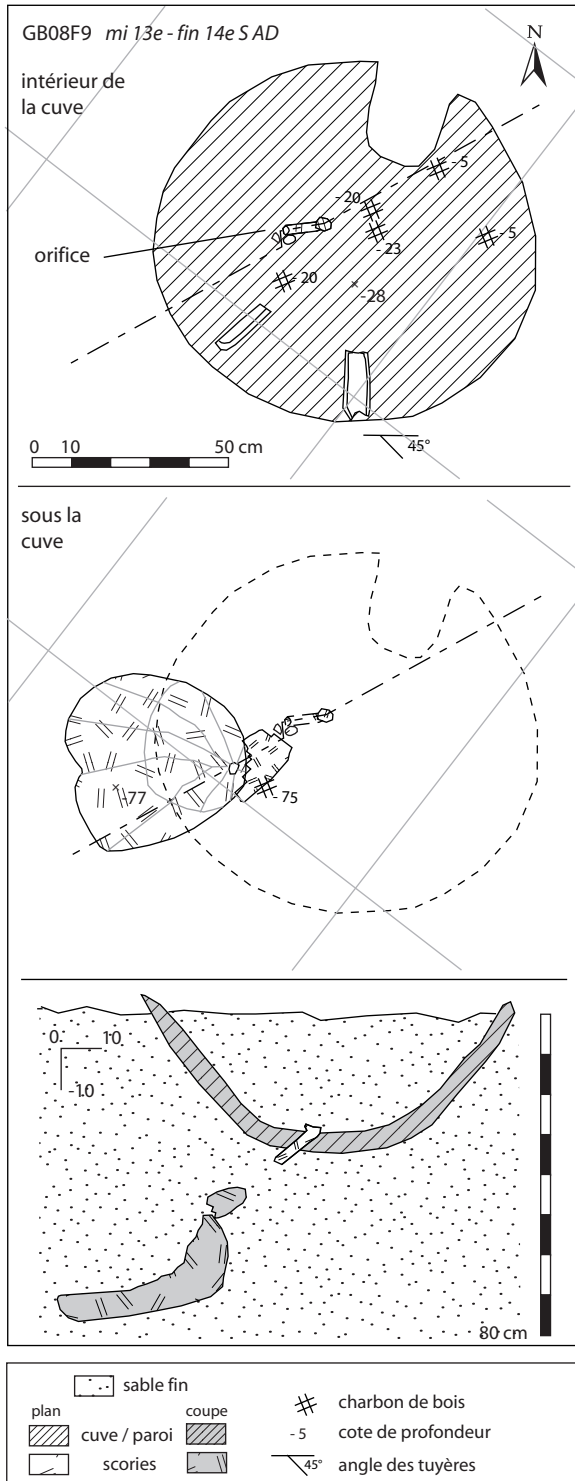 GB08F9 mi 13e - fin 14e S AD
N
intérieur de
la cuve
- 5
-20
orifice
-23
- 5
-20
-28
45°
0 10 50 cm
sous la
cuve
-77
- 75
0 10
-10
80 cm
sable fin
plan coupe
cuve / paroi
scories
charbon de bois
- 5 cote de profondeur
45° angle des tuyères